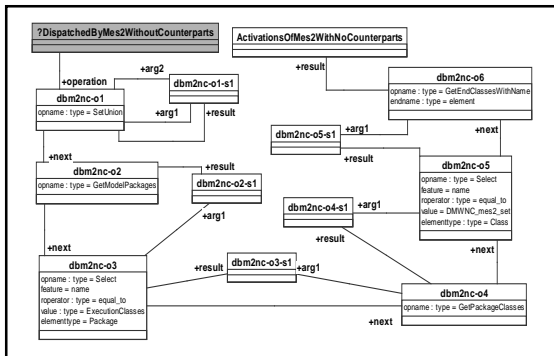 ?DispatchedByMes2WithoutCounterparts
ActivationsOfMes2WithNoCounterparts
+operation
+arg2
+result
dbm2nc-o1
opname : type = SetUnion
dbm2nc-o1-s1
+arg1
+result
dbm2nc-o6
opname : type = GetEndClassesWithName
endname : type = element
+next
+arg1
dbm2nc-o5-s1
+result
+next
dbm2nc-o2
opname : type = GetModelPackages
+result
dbm2nc-o2-s1
+arg1
dbm2nc-o5
opname : type = Select
feature = name
roperator : type = equal_to
value = DMWNC_mes2_set
elementtype : type = Class
+arg1
dbm2nc-o4-s1
+result
+next
+next
dbm2nc-o3
opname : type = Select
feature = name
roperator : type = equal_to
value : type = ExecutionClasses
elementtype = Package
+result
dbm2nc-o3-s1
+arg1
dbm2nc-o4
opname : type = GetPackageClasses
+next